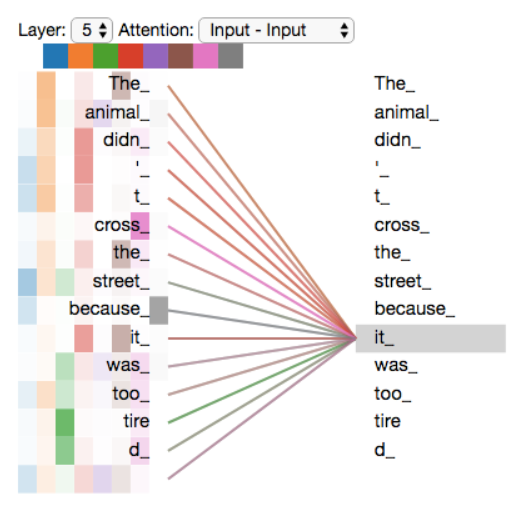 Layer: 5 Attention: Input - Input
The_ The_
animal_ animal_
didn_ didn_
'_ '_
t_ t_
cross_ cross_
the_ the_
street_ street_
because_ because_
it_ it_
was_ was_
too_ too_
tire tire
d_ d_